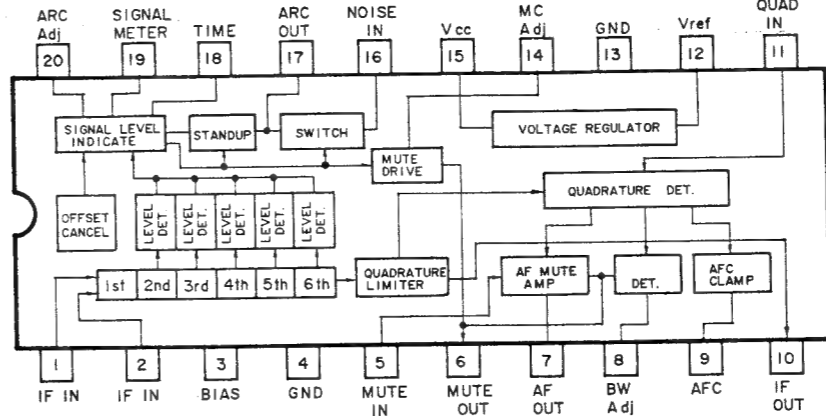 ARC Adj
SIGNAL METER
TIME
ARC OUT
NOISE IN
Vcc
MC Adj
GND
Vref
QUAD IN
20
19
18
17
16
15
14
13
12
11
SIGNAL LEVEL INDICATE
STANDUP
SWITCH
VOLTAGE REGULATOR
MUTE DRIVE
QUADRATURE DET.
OFFSET CANCEL
LEVEL DET.
LEVEL DET.
LEVEL DET.
LEVEL DET.
LEVEL DET.
1st
2nd
3rd
4th
5th
6th
QUADRATURE LIMITER
AF MUTE AMP
DET.
AFC CLAMP
1
2
3
4
5
6
7
8
9
10
IF IN
IF IN
BIAS
GND
MUTE IN
MUTE OUT
AF OUT
BW Adj
AFC
IF OUT